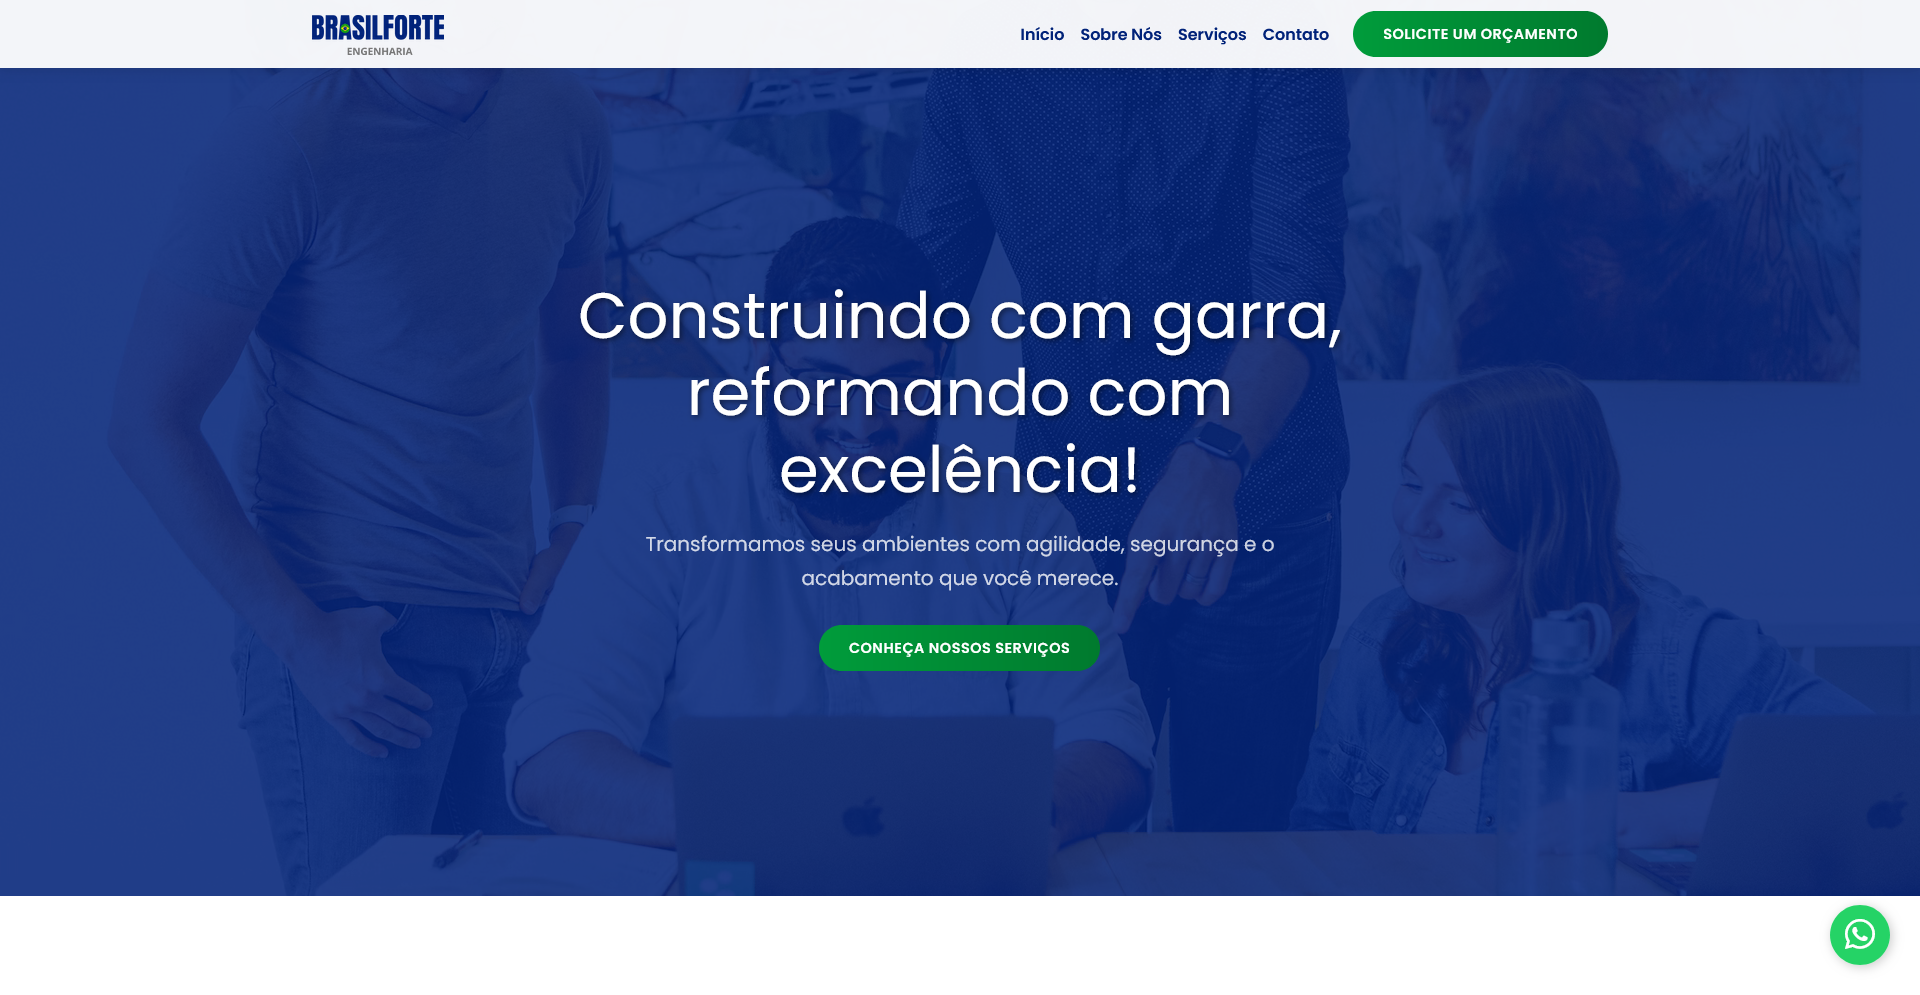 BRASILFORTE
ENGENHARIA
Início
Sobre Nós
Serviços
Contato
SOLICITE UM ORÇAMENTO
Construindo com garra,
reformando com
excelência!
Transformamos seus ambientes com agilidade, segurança e o
acabamento que você merece.
CONHEÇA NOSSOS SERVIÇOS